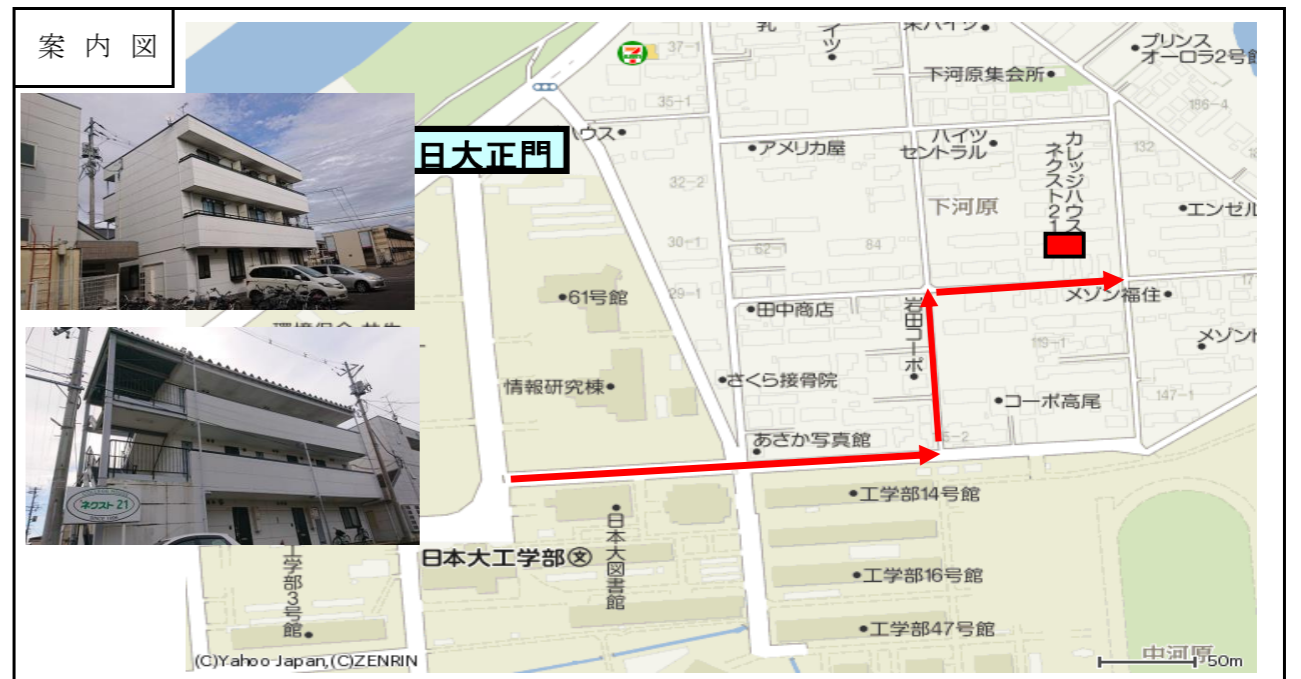 案内図
日大正門
37-1
35-1
ハウス
32-2
30-1
29-1
62-1
84
アメリカ屋
ハイツ
セントラル
下河原集会所
プリンス
オーロラ2号館
186-4
132
カレッジハウス
ネクスト21
下河原
エンゼル
61号館
田中商店
岩田コーポ
メゾン福住
119-1
メゾン
情報研究棟
さくら接骨院
コーポ高尾
147-1
あさか写真館
工学部14号館
ネクスト21
日本大工学部
文
日本大図書館
工学部16号館
工学部3号館
工学部47号館
中河原
50m
(C)Yahoo Japan,(C)ZENRIN